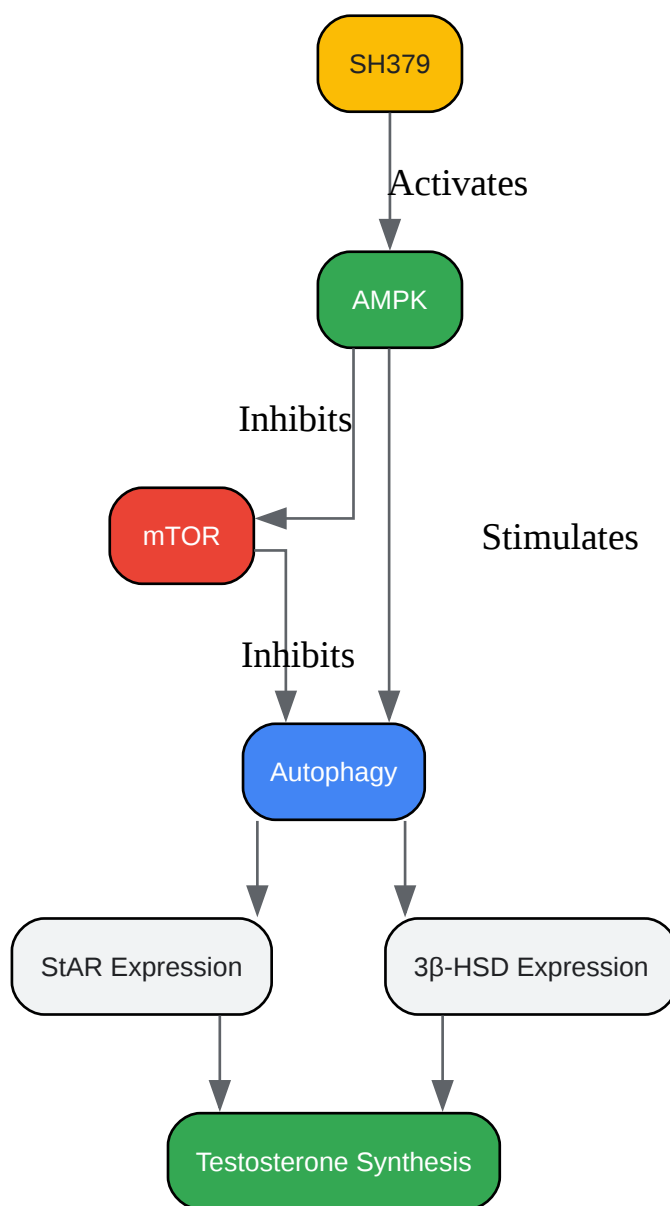 SH379
Activates
AMPK
Inhibits
mTOR
Stimulates
Inhibits
Autophagy
StAR Expression
3β-HSD Expression
Testosterone Synthesis